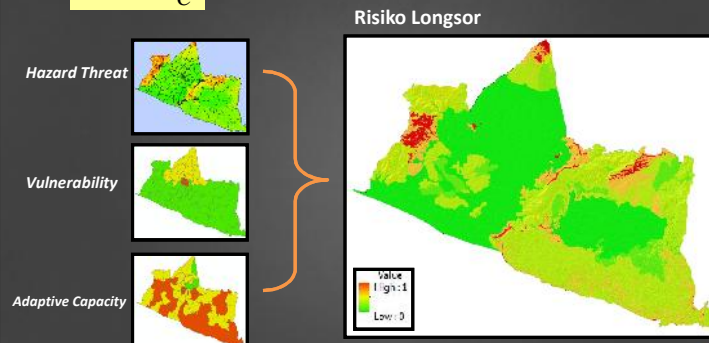 C
Risiko Longsor
Hazard Threat
Vulnerability
Adaptive Capacity
Value
High : 1
Low : 0